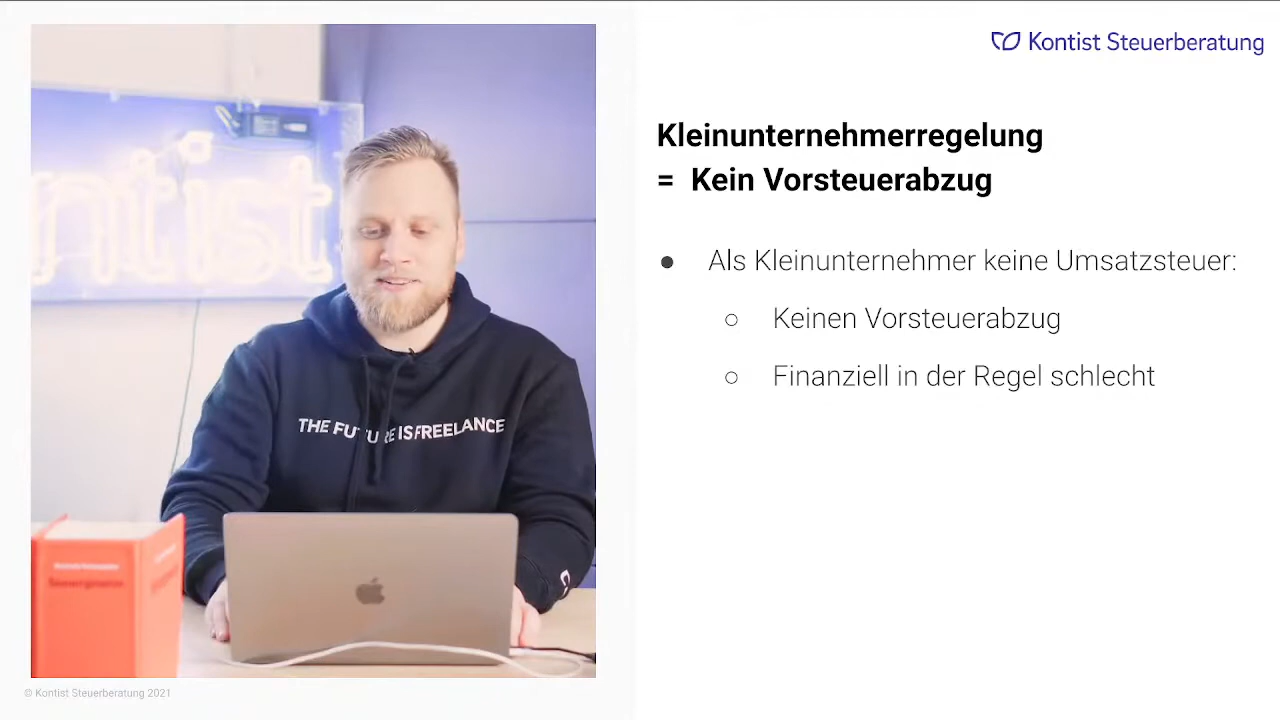 Kontist Steuerberatung
Kleinunternehmerregelung
= Kein Vorsteuerabzug
● Als Kleinunternehmer keine Umsatzsteuer:
○ Keinen Vorsteuerabzug
○ Finanziell in der Regel schlecht
ntist
THE FUTURE IS FREELANCE
© Kontist Steuerberatung 2021